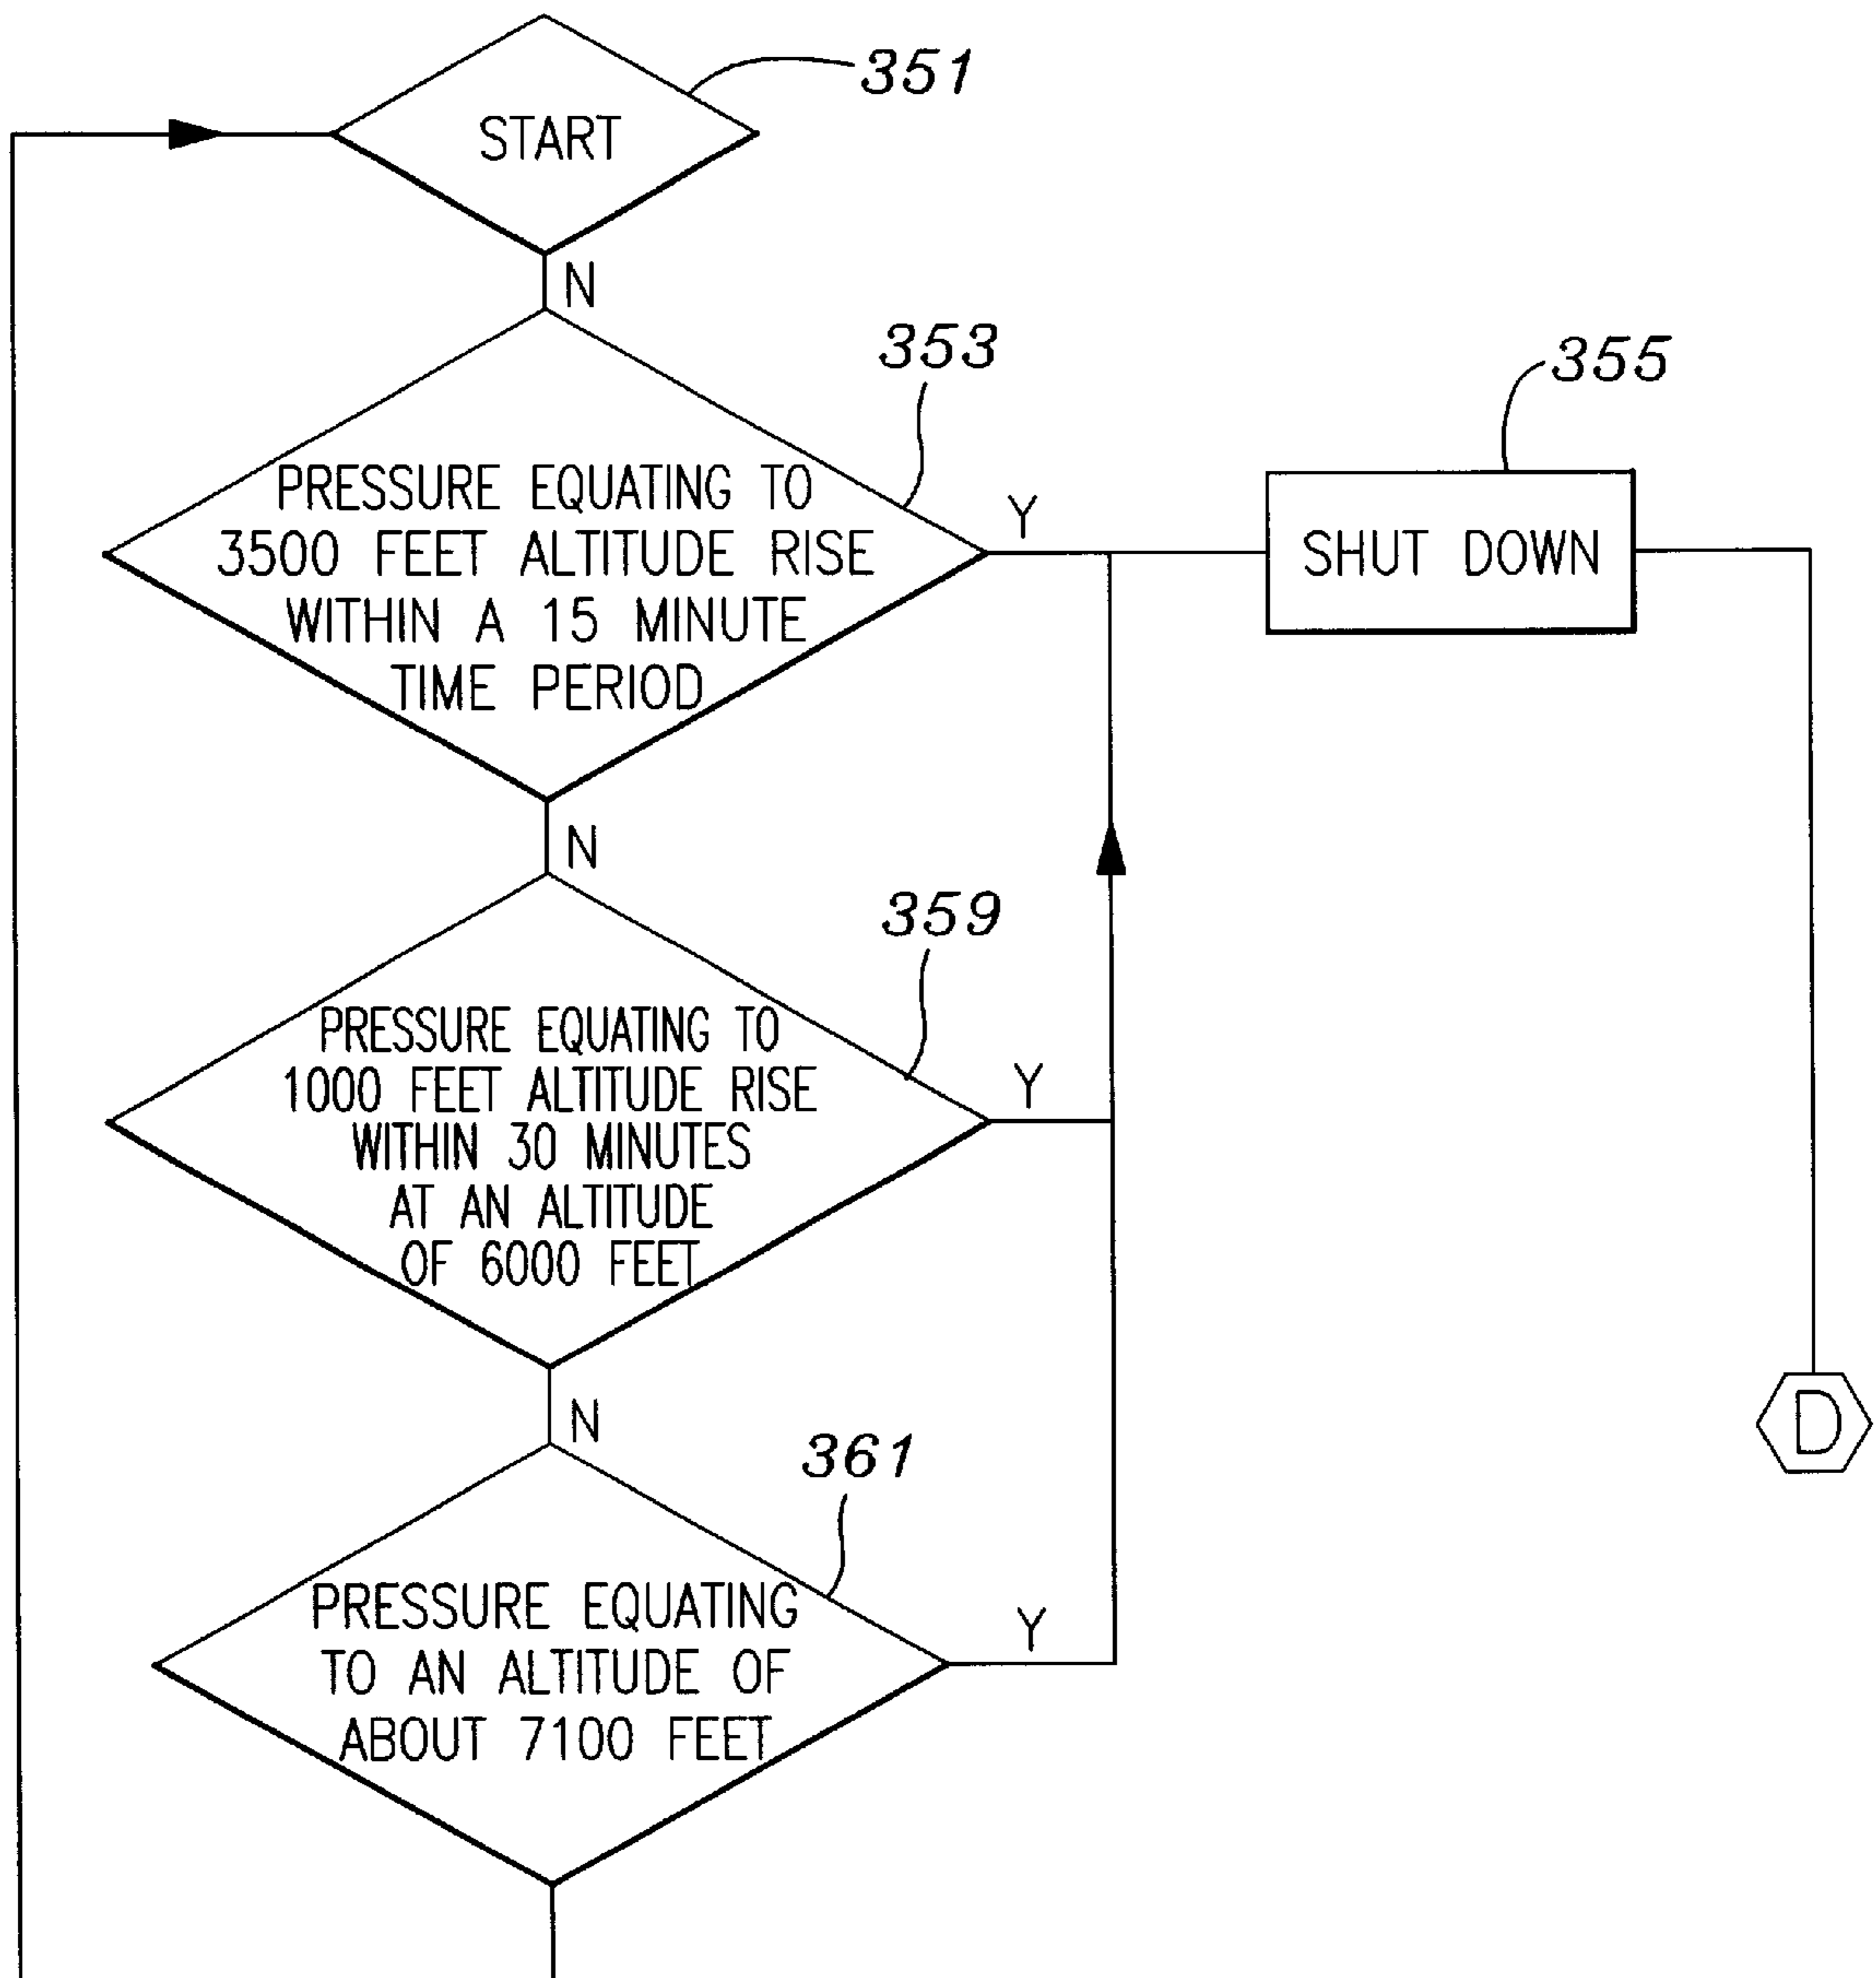 351
START
N
353
355
PRESSURE EQUATING TO
3500 FEET ALTITUDE RISE
WITHIN A 15 MINUTE
TIME PERIOD
Y
SHUT DOWN
N
359
PRESSURE EQUATING TO
1000 FEET ALTITUDE RISE
WITHIN 30 MINUTES
AT AN ALTITUDE
OF 6000 FEET
Y
N
D
361
PRESSURE EQUATING
TO AN ALTITUDE OF
ABOUT 7100 FEET
Y